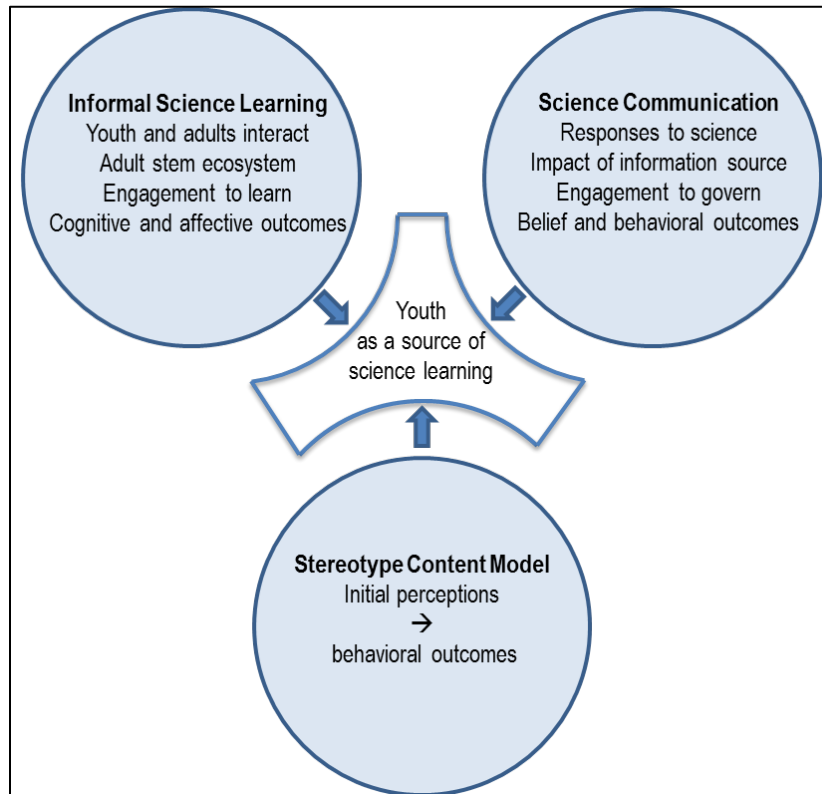 Informal Science Learning
Youth and adults interact
Adult stem ecosystem
Engagement to learn
Cognitive and affective outcomes
Science Communication
Responses to science
Impact of information source
Engagement to govern
Belief and behavioral outcomes
Youth
as a source of
science learning
Stereotype Content Model
Initial perceptions
→
behavioral outcomes